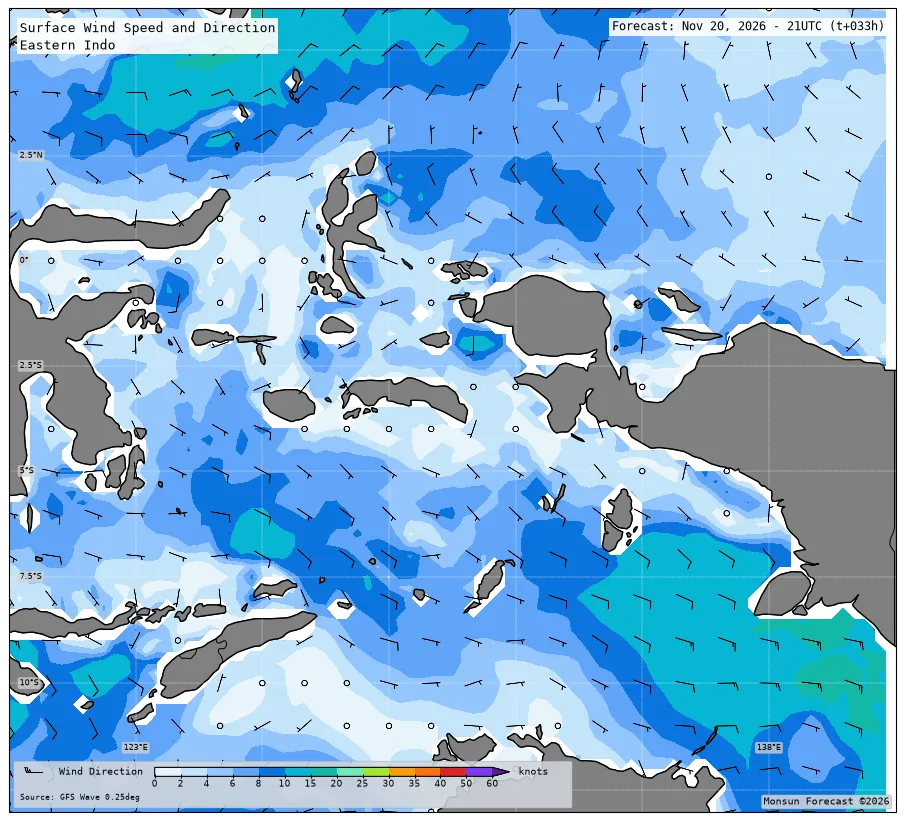 Surface Wind Speed and Direction
Eastern Indo
Forecast: Nov 20, 2026 - 21UTC (t+033h)
2.5°N
0°
2.5°S
5°S
7.5°S
10°S
123°E
138°E
Wind Direction
0 2 4 6 8 10 15 20 25 30 35 40 50 60
knots
Source: GFS Wave 0.25deg
Monsun Forecast ©2026